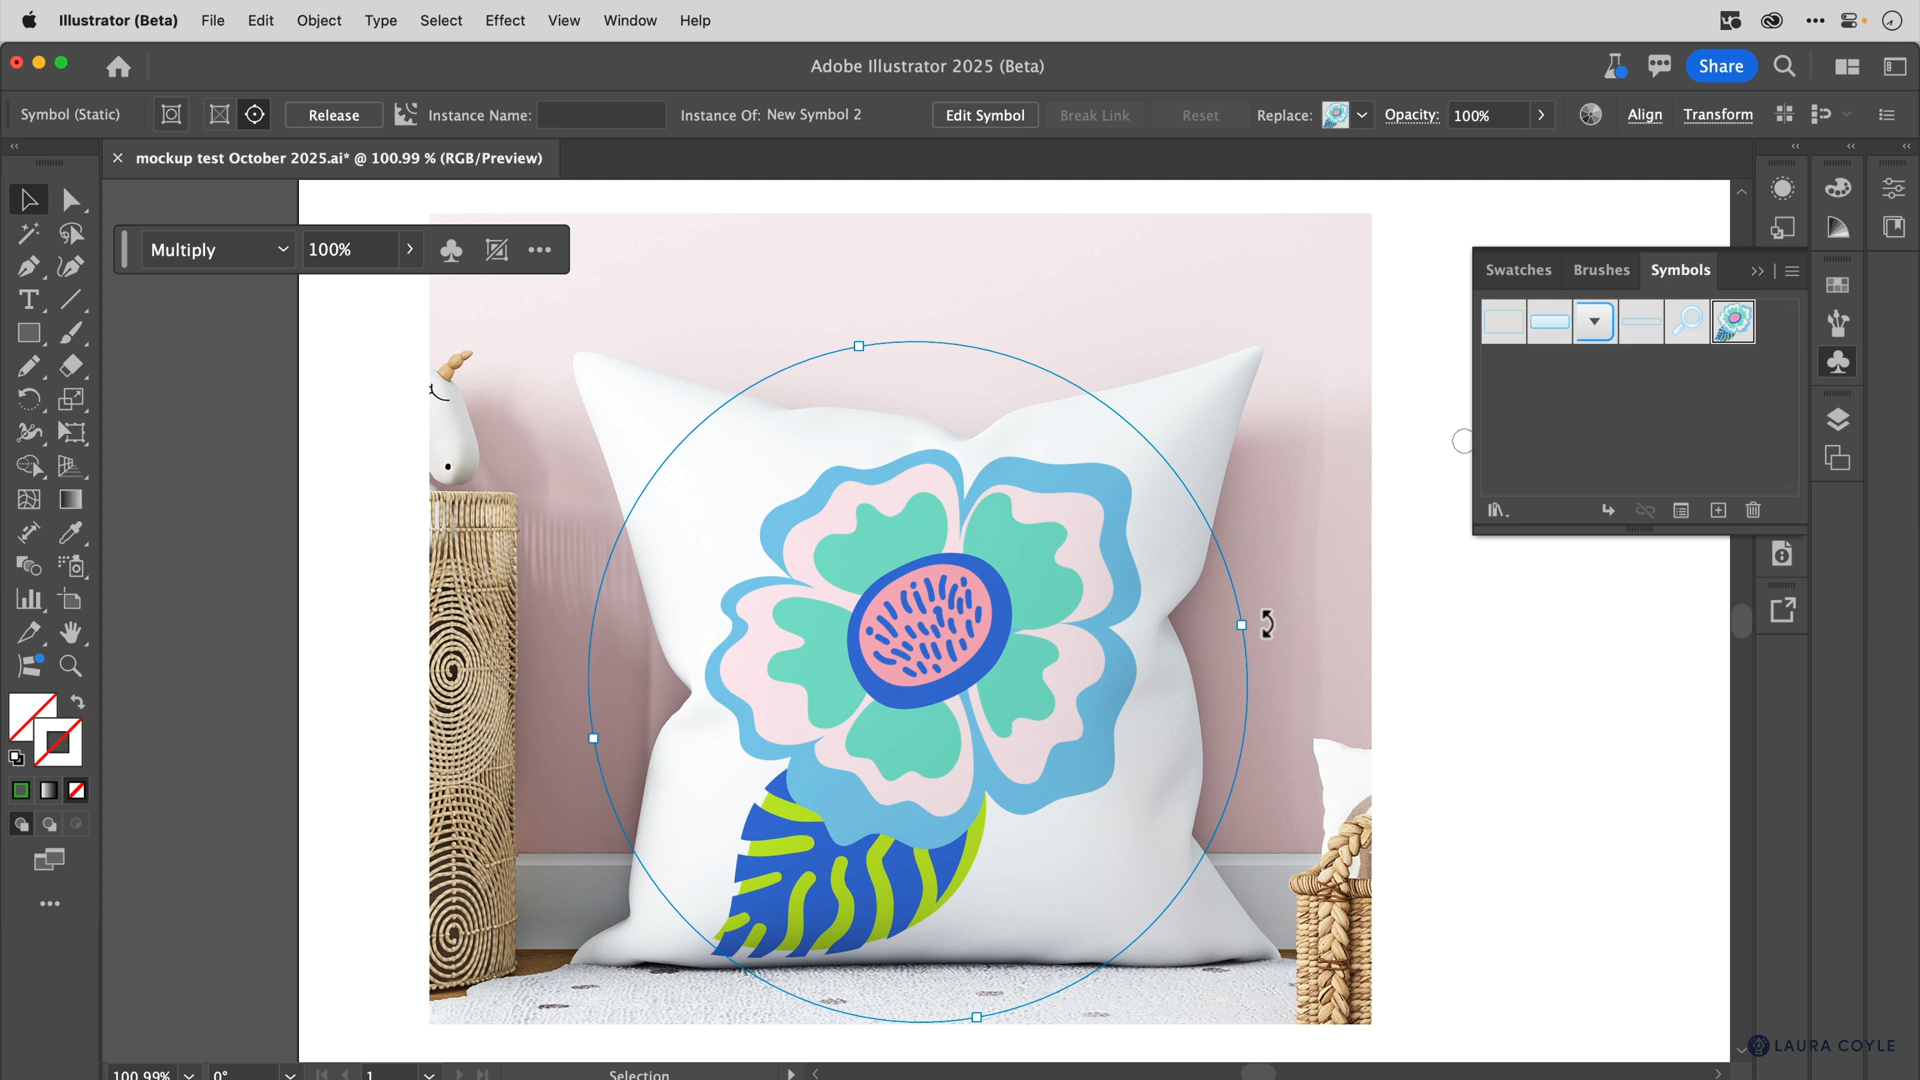 Illustrator (Beta) File Edit Object Type Select Effect View Window Help
Adobe Illustrator 2025 (Beta)
Share
Symbol (Static) Release Instance Name: Instance Of: New Symbol 2 Edit Symbol Break Link Reset Replace: Opacity: 100% Align Transform
mockup test October 2025.ai* @ 100.99 % (RGB/Preview)
Multiply 100%
Swatches Brushes Symbols
LAURA COYLE
100.99% 0° 1 Selection